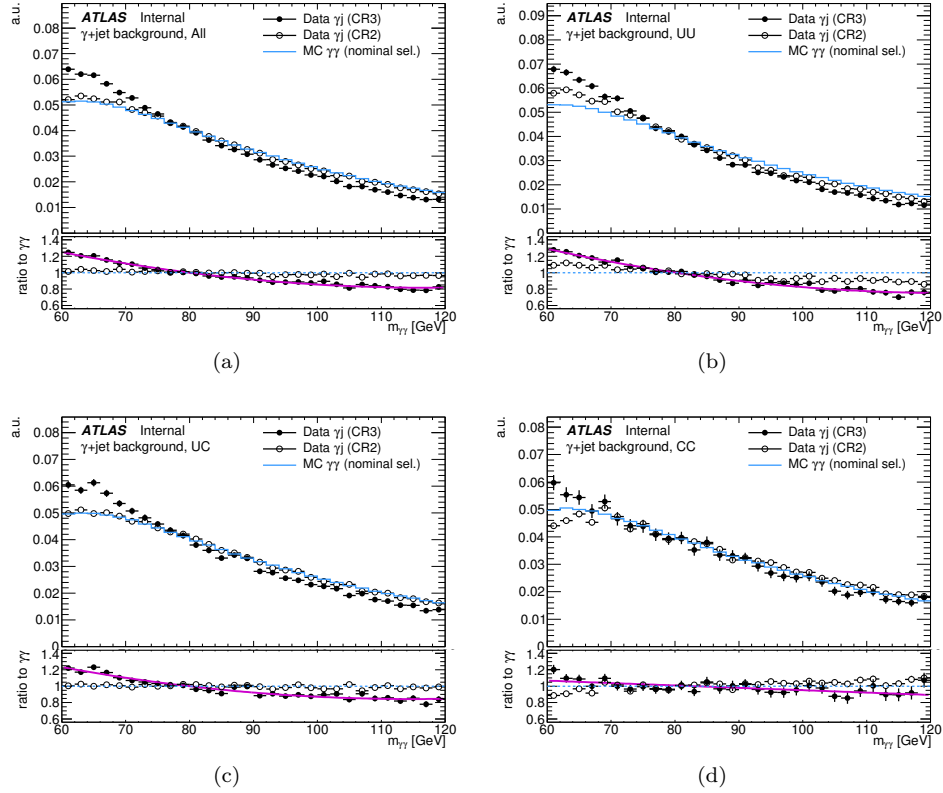 a.u.
ATLAS Internal
γ+jet background, All
Data γj (CR3)
Data γj (CR2)
MC γγ (nominal sel.)
0.08
0.07
0.06
0.05
0.04
0.03
0.02
0.01
0
ratio to γγ
1.4
1.2
1
0.8
0.6
60 70 80 90 100 110 120
mγγ [GeV]
(a)
a.u.
ATLAS Internal
γ+jet background, UU
Data γj (CR3)
Data γj (CR2)
MC γγ (nominal sel.)
0.09
0.08
0.07
0.06
0.05
0.04
0.03
0.02
0.01
0
ratio to γγ
1.4
1.2
1
0.8
0.6
60 70 80 90 100 110 120
mγγ [GeV]
(b)
a.u.
ATLAS Internal
γ+jet background, UC
Data γj (CR3)
Data γj (CR2)
MC γγ (nominal sel.)
0.08
0.07
0.06
0.05
0.04
0.03
0.02
0.01
0
ratio to γγ
1.4
1.2
1
0.8
0.6
60 70 80 90 100 110 120
mγγ [GeV]
(c)
a.u.
ATLAS Internal
γ+jet background, CC
Data γj (CR3)
Data γj (CR2)
MC γγ (nominal sel.)
0.08
0.07
0.06
0.05
0.04
0.03
0.02
0.01
0
ratio to γγ
1.4
1.2
1
0.8
0.6
60 70 80 90 100 110 120
mγγ [GeV]
(d)